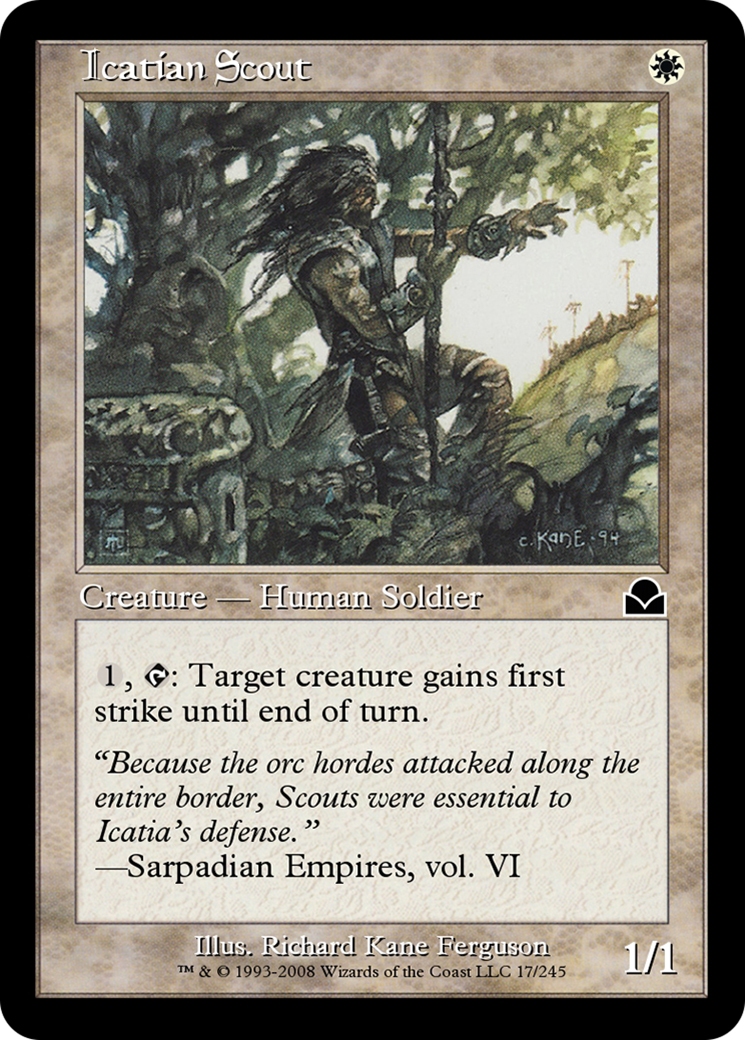 Icatian Scout
C. KANE · 94
Creature — Human Soldier
1, T: Target creature gains first
strike until end of turn.
“Because the orc hordes attacked along the
entire border, Scouts were essential to
Icatia’s defense.”
—Sarpadian Empires, vol. VI
Illus. Richard Kane Ferguson
™ & © 1993-2008 Wizards of the Coast LLC 17/245
1/1